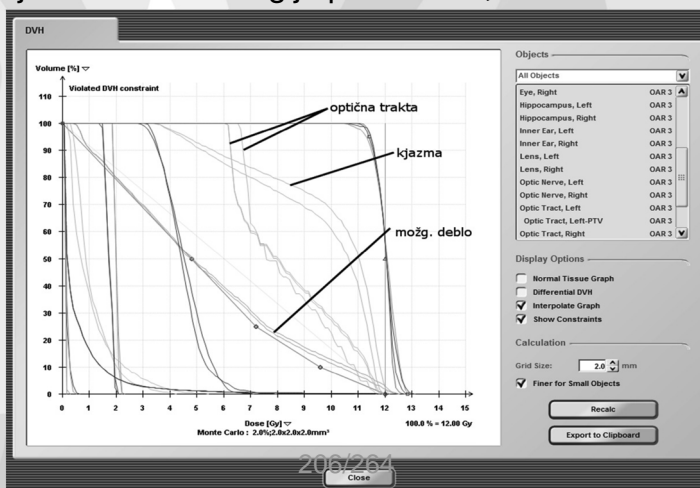 DVH
Volume [%]
Violated DVH constraint
110
100
90
80
70
60
50
40
30
20
10
0
0 1 2 3 4 5 6 7 8 9 10 11 12 13 14 15
optična trakta
kjazma
možg. deblo
Dose [Gy]
100.0 % = 12.00 Gy
Monte Carlo : 2.0%;2.0x2.0x2.0mm³
Objects
All Objects
Eye, Right OAR 3
Hippocampus, Left OAR 3
Hippocampus, Right OAR 3
Inner Ear, Left OAR 3
Inner Ear, Right OAR 3
Lens, Left OAR 3
Lens, Right OAR 3
Optic Nerve, Left OAR 3
Optic Nerve, Right OAR 3
Optic Tract, Left OAR 3
Optic Tract, Left-PTV OAR 3
Optic Tract, Right OAR 3
Display Options
Normal Tissue Graph
Differential DVH
Interpolate Graph
Show Constraints
Calculation
Grid Size: 2.0 mm
Finer for Small Objects
Recalc
Export to Clipboard
206/264
Close